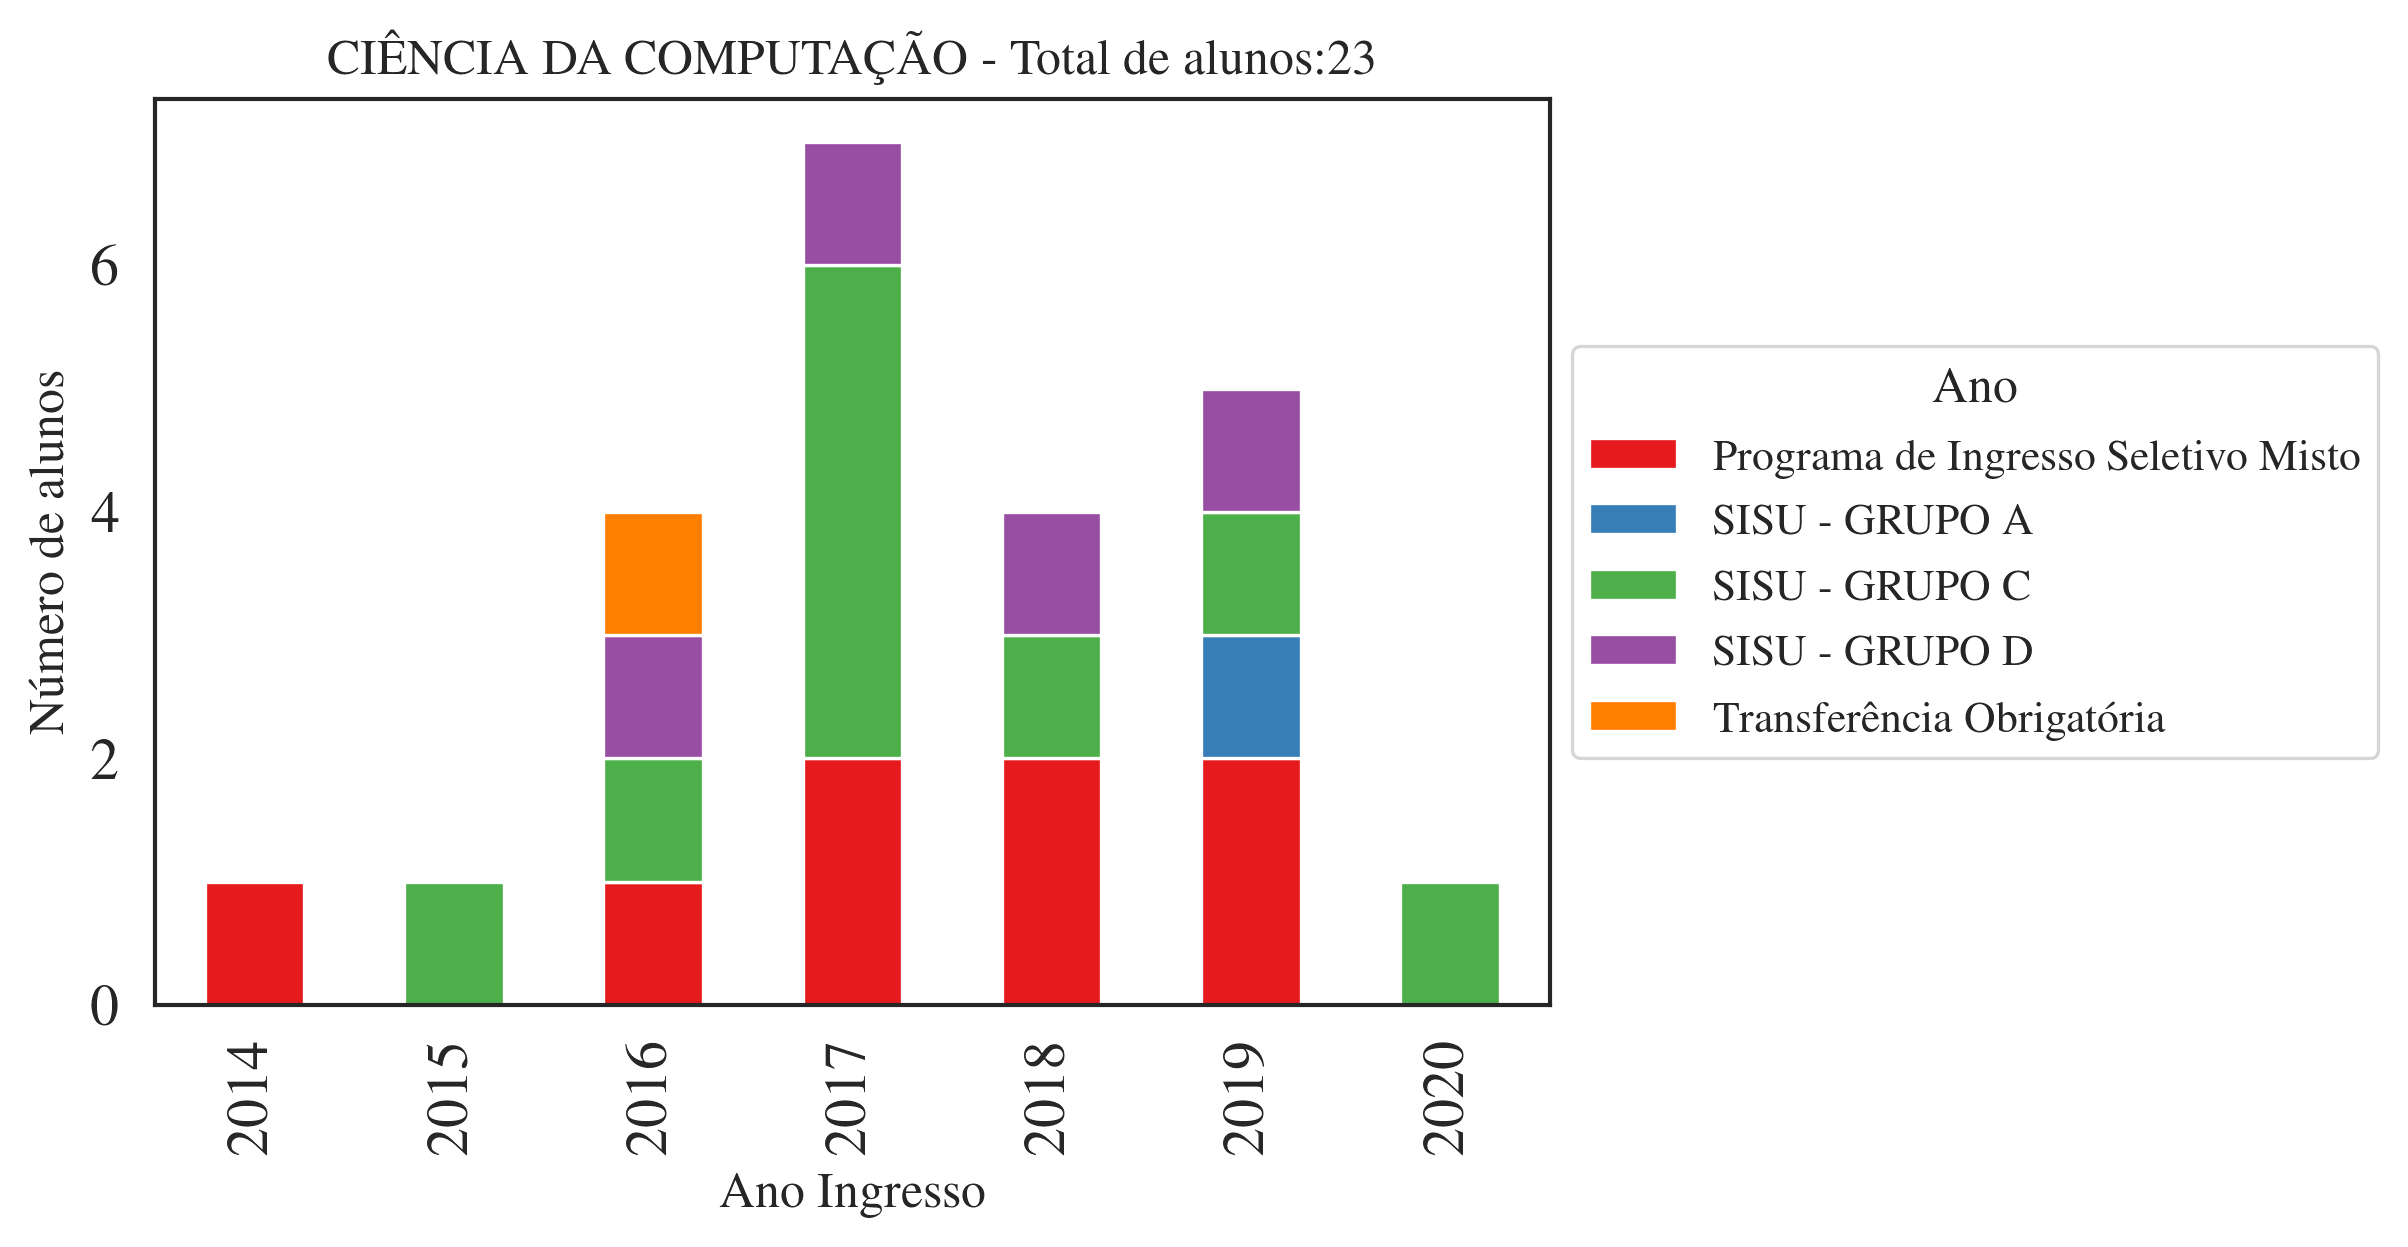 CIÊNCIA DA COMPUTAÇÃO - Total de alunos:23
Número de alunos
6
4
2
0
2014
2015
2016
2017
2018
2019
2020
Ano Ingresso
Ano
Programa de Ingresso Seletivo Misto
SISU - GRUPO A
SISU - GRUPO C
SISU - GRUPO D
Transferência Obrigatória